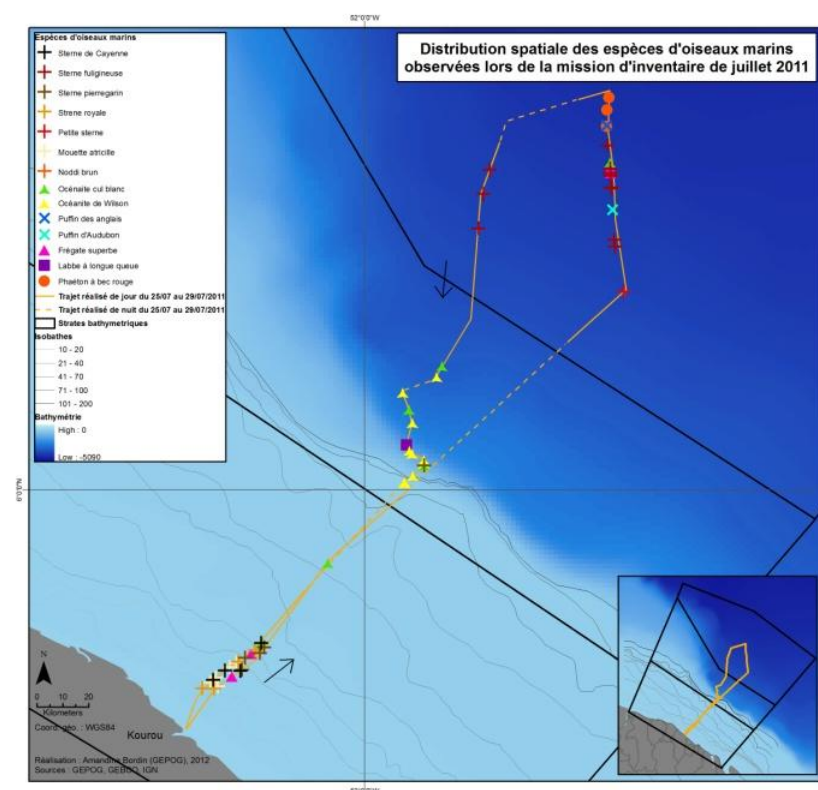 52°0'0"W
Distribution spatiale des espèces d'oiseaux marins
observées lors de la mission d'inventaire de juillet 2011
Espèces d'oiseaux marins
Sterne de Cayenne
Sterne fuligineuse
Sterne pierregarin
Strene royale
Petite sterne
Mouette atricille
Noddi brun
Océnaite cul blanc
Océanite de Wilson
Puffin des anglais
Puffin d'Audubon
Frégate superbe
Labbe à longue queue
Phaéton à bec rouge
Trajet réalisé de jour du 25/07 au 29/07/2011
Trajet réalisé de nuit du 25/07 au 29/07/2011
Strates bathymetriques
Isobathes
10 - 20
21 - 40
41 - 70
71 - 100
101 - 200
Bathymétrie
High : 0
Low : -5090
6°0'0"N
N
0 10 20
Kilometers
Coord. géo. : WGS84
Kourou
Réalisation : Amandine Bordin (GEPOG), 2012
Sources : GEPOG, GEBCO, IGN